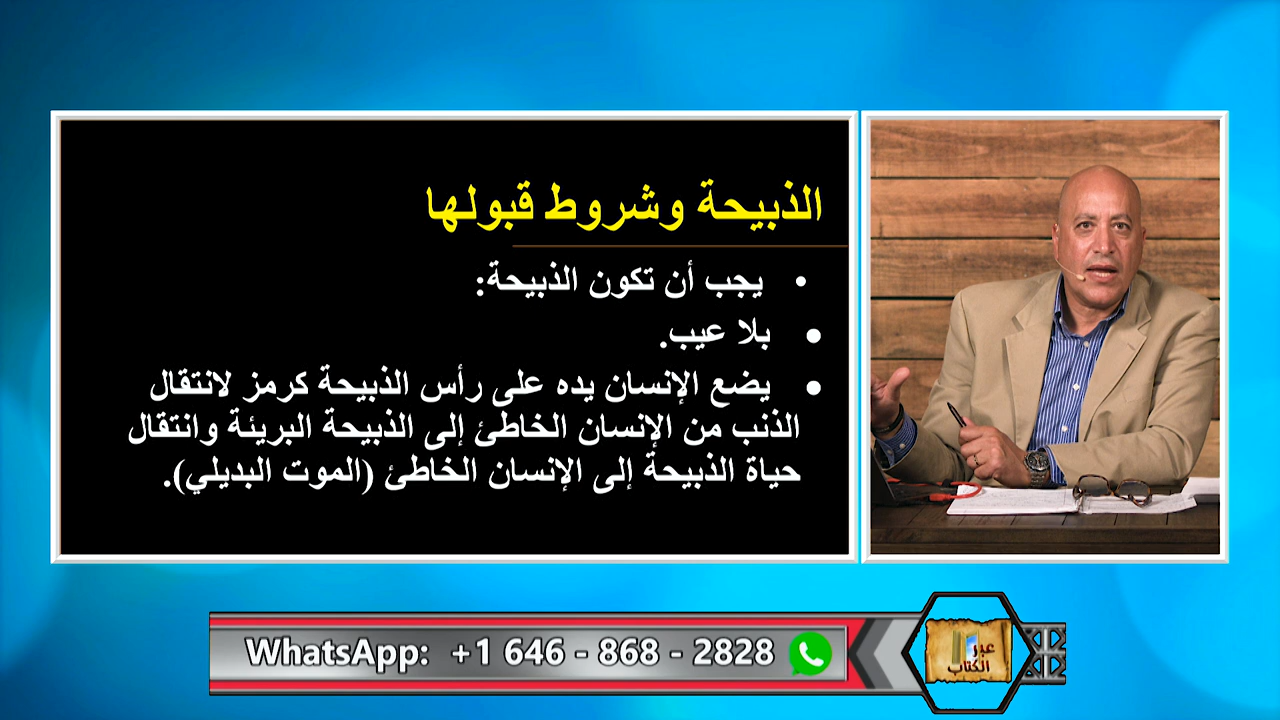 الذبيحة وشروط قبولها
• يجب أن تكون الذبيحة:
• بلا عيب.
• يضع الإنسان يده على رأس الذبيحة كرمز لانتقال
الذنب من الإنسان الخاطئ إلى الذبيحة البريئة وانتقال
حياة الذبيحة إلى الإنسان الخاطئ (الموت البديلي).
WhatsApp: +1 646 - 868 - 2828
عبر
الكتاب